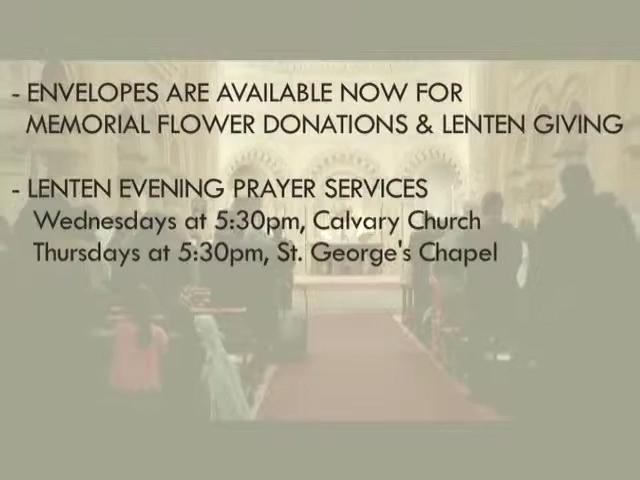 - ENVELOPES ARE AVAILABLE NOW FOR
MEMORIAL FLOWER DONATIONS & LENTEN GIVING
- LENTEN EVENING PRAYER SERVICES
Wednesdays at 5:30pm, Calvary Church
Thursdays at 5:30pm, St. George's Chapel